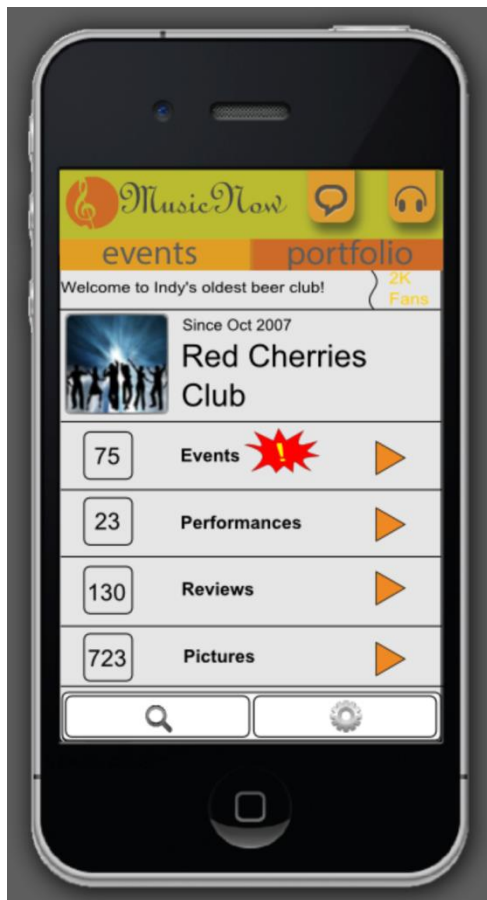 MusicNow
events portfolio
Welcome to Indy's oldest beer club!
2K
Fans
Since Oct 2007
Red Cherries
Club
75 Events !
23 Performances
130 Reviews
723 Pictures